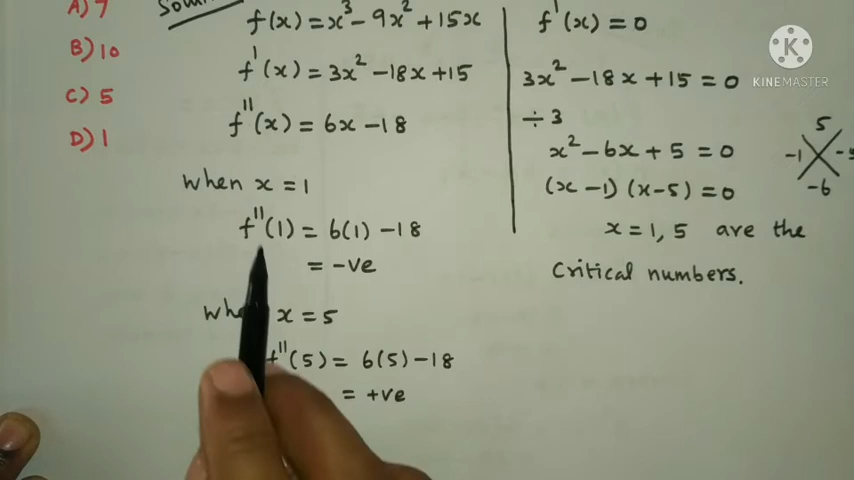 A) 7
B) 10
C) 5
D) 1
f(x) = x³ - 9x² + 15x
f'(x) = 3x² - 18x + 15
f''(x) = 6x - 18
when x = 1
f''(1) = 6(1) - 18
= -ve
x = 5
f''(5) = 6(5) - 18
= +ve
f'(x) = 0
3x² - 18x + 15 = 0
÷ 3
x² - 6x + 5 = 0
(x - 1) (x - 5) = 0
x = 1, 5 are the
Critical numbers.
5
-1
-6
K
KINEMASTER